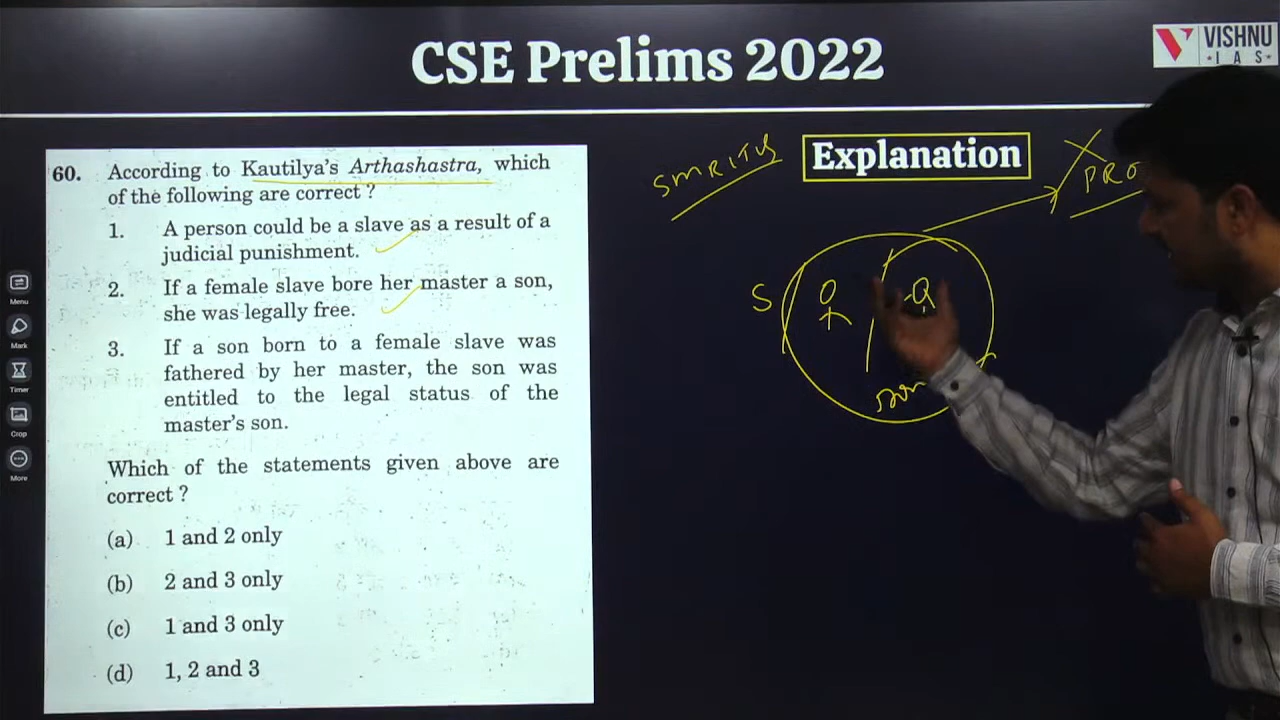 CSE Prelims 2022
VISHNU
I A S
60. According to Kautilya's Arthashastra, which
of the following are correct ?
1. A person could be a slave as a result of a
judicial punishment.
2. If a female slave bore her master a son,
she was legally free.
3. If a son born to a female slave was
fathered by her master, the son was
entitled to the legal status of the
master's son.
Which of the statements given above are
correct ?
(a) 1 and 2 only
(b) 2 and 3 only
(c) 1 and 3 only
(d) 1, 2 and 3
Menu
Mark
Timer
Crop
More
SMRITIS
Explanation
PRO
S
son